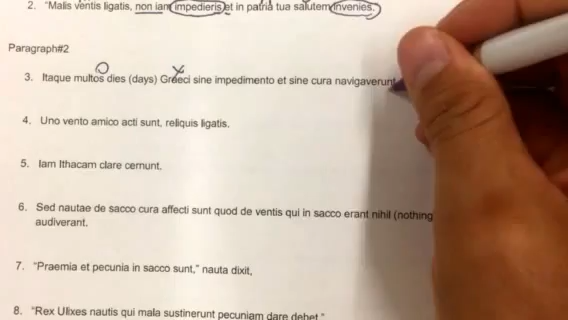 2. "Malis ventis ligatis, non iam impedieris et in patria tua salutem invenies.
Paragraph#2
3. Itaque multos dies (days) Graeci sine impedimento et sine cura navigaverunt
4. Uno vento amico acti sunt, reliquis ligatis.
5. Iam Ithacam clare cernunt.
6. Sed nautae de sacco cura affecti sunt quod de ventis qui in sacco erant nihil (nothing
audiverant.
7. "Praemia et pecunia in sacco sunt," nauta dixit,
8. "Rex Ulixes nautis qui mala sustinerunt pecuniam dare debet."